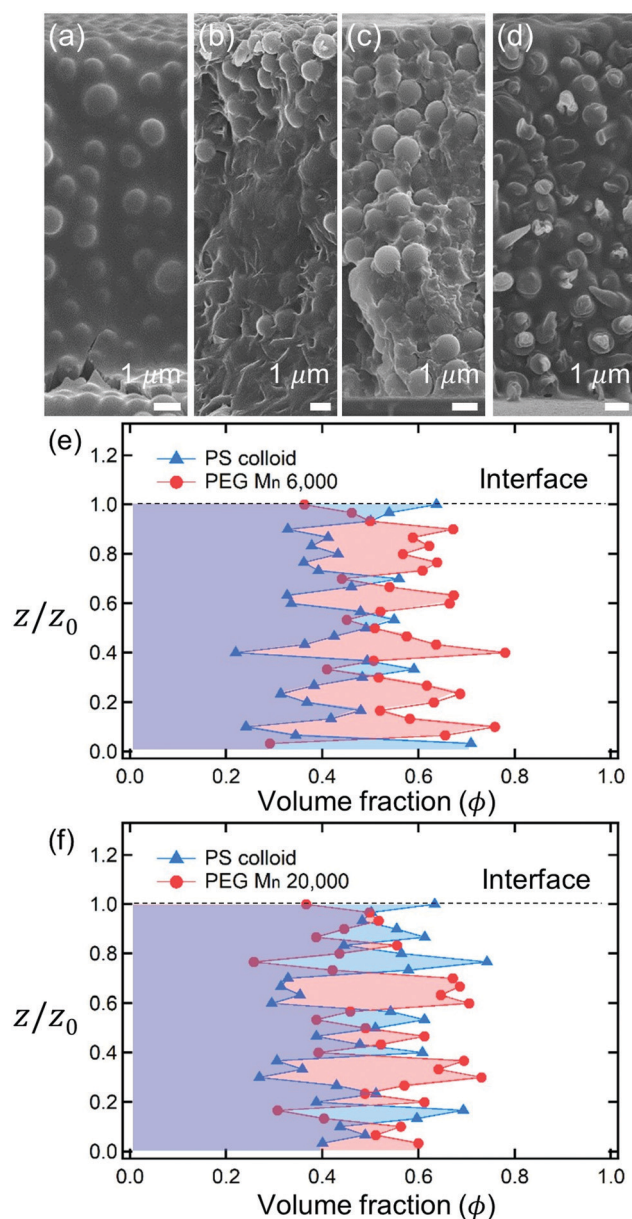 (a) (b) (c) (d)
1 μm 1 μm 1 μm 1 μm
(e)
PS colloid
PEG Mn 6,000
Interface
z/z₀
1.2
1.0
0.8
0.6
0.4
0.2
0.0
0.0 0.2 0.4 0.6 0.8 1.0
Volume fraction (ϕ)
(f)
PS colloid
PEG Mn 20,000
Interface
z/z₀
1.2
1.0
0.8
0.6
0.4
0.2
0.0
0.0 0.2 0.4 0.6 0.8 1.0
Volume fraction (ϕ)